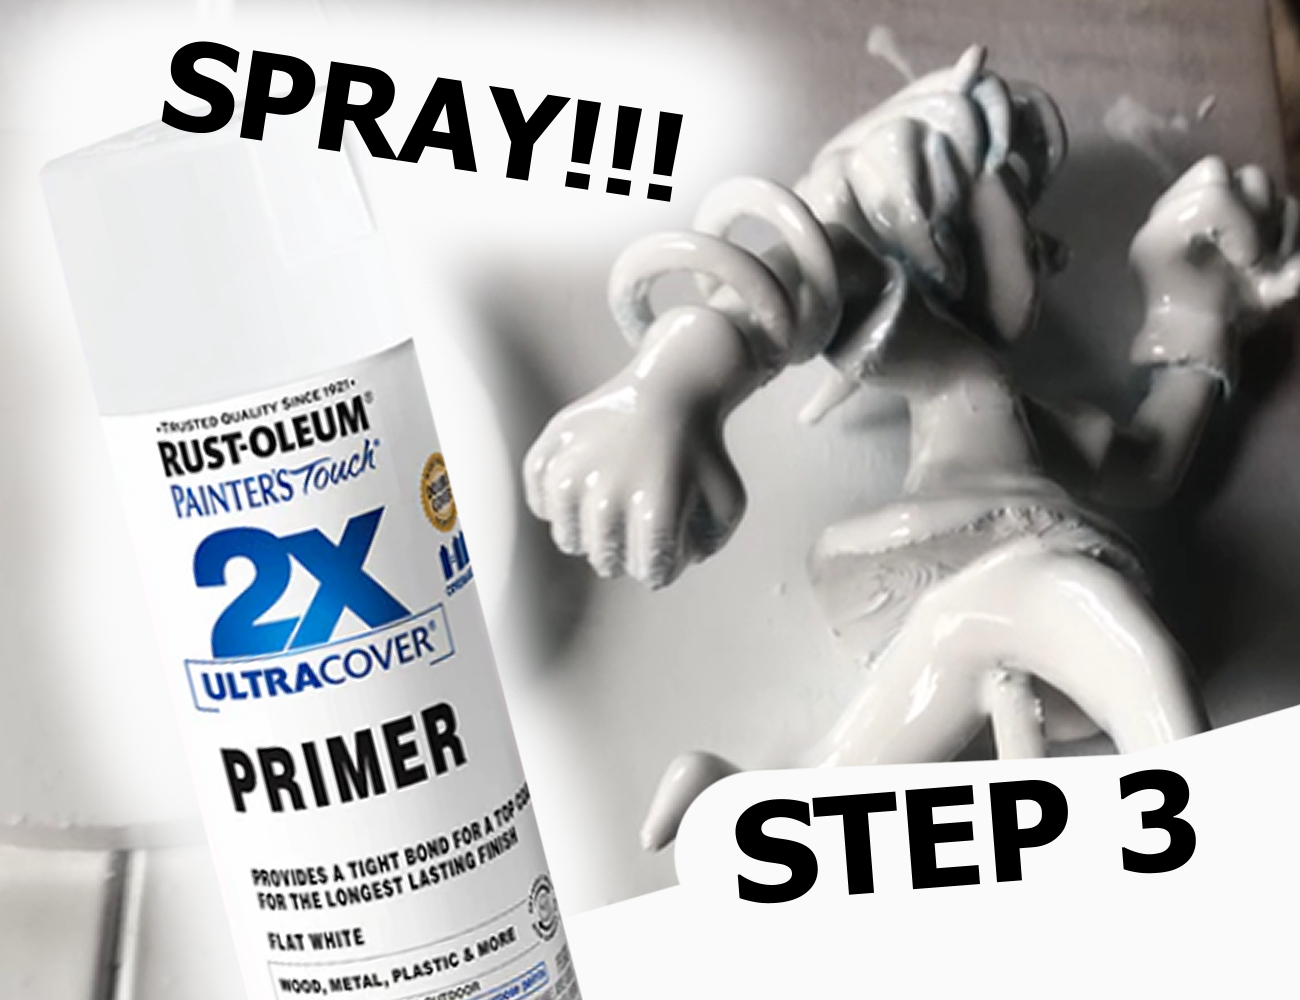 SPRAY!!!
•TRUSTED QUALITY SINCE 1921•
RUST-OLEUM®
PAINTER'S Touch®
2X
ULTRACOVER®
PRIMER
PROVIDES A TIGHT BOND FOR A TOP
FOR THE LONGEST LASTING FINISH
FLAT WHITE
WOOD, METAL, PLASTIC & MORE
STEP 3